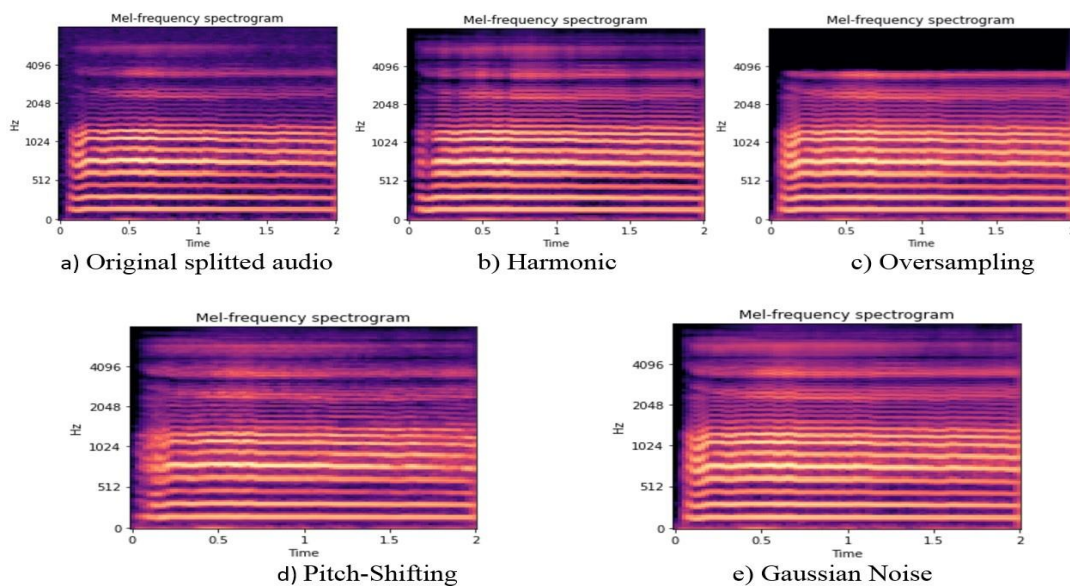 Mel-frequency spectrogram
4096
2048
1024
512
0
Hz
0
0.5
1
1.5
2
Time
a) Original splitted audio
Mel-frequency spectrogram
4096
2048
1024
512
0
Hz
0
0.5
1
1.5
2
Time
b) Harmonic
Mel-frequency spectrogram
4096
2048
1024
512
0
Hz
0
0.5
1
1.5
2
Time
c) Oversampling
Mel-frequency spectrogram
4096
2048
1024
512
0
Hz
0
0.5
1
1.5
2
Time
d) Pitch-Shifting
Mel-frequency spectrogram
4096
2048
1024
512
0
Hz
0
0.5
1
1.5
2
Time
e) Gaussian Noise